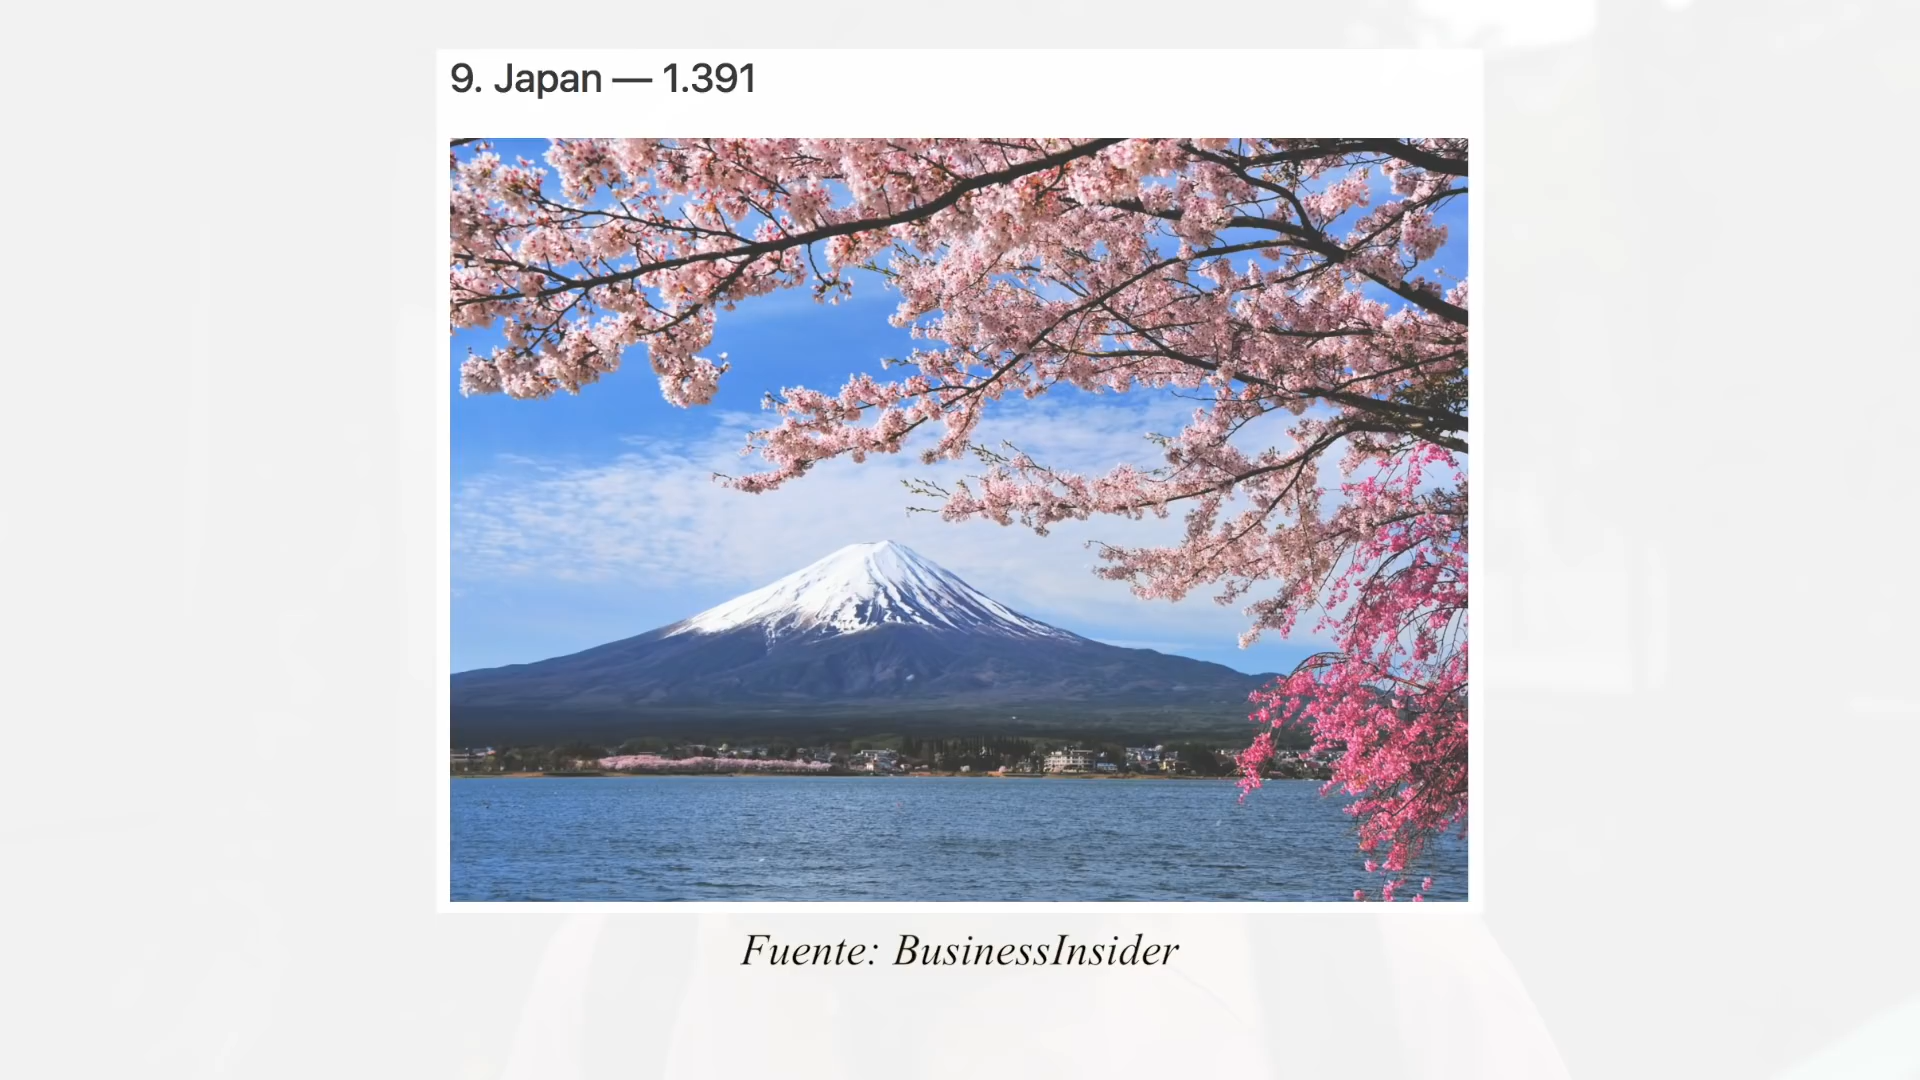 9. Japan — 1.391
Fuente: BusinessInsider